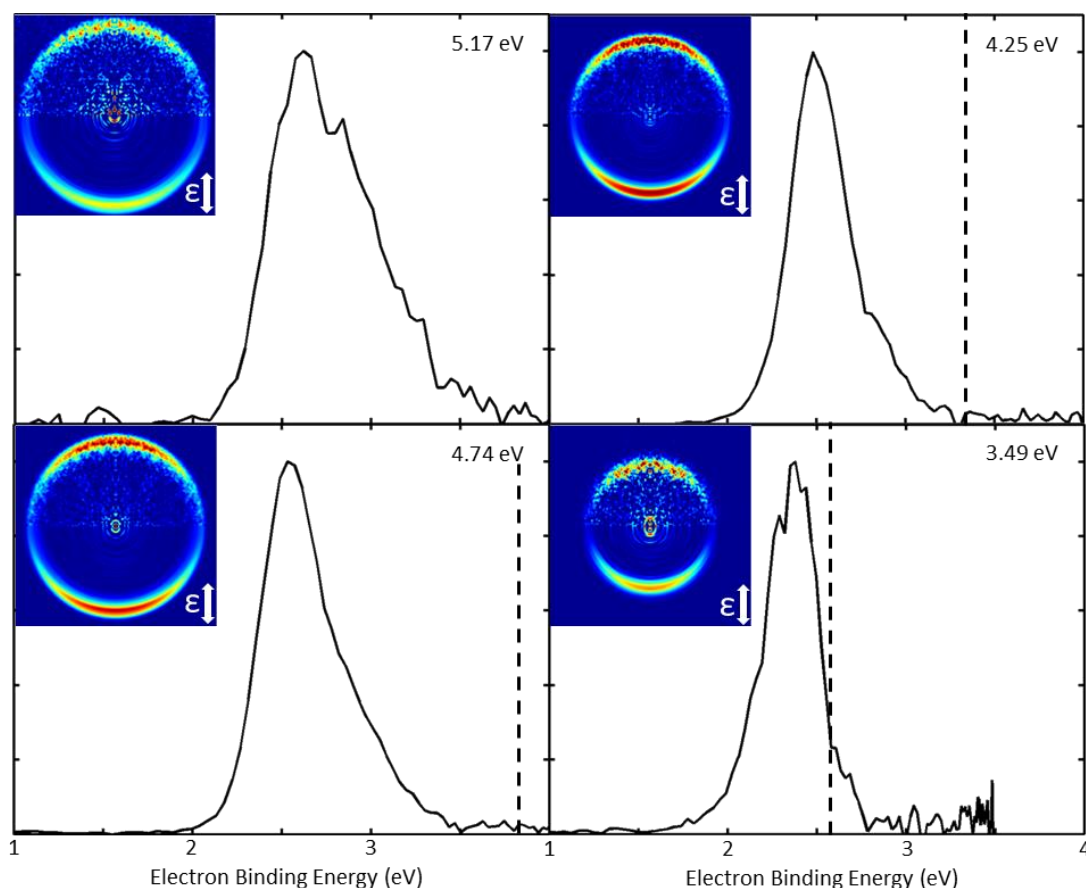 5.17 eV
ε
4.25 eV
ε
4.74 eV
ε
3.49 eV
ε
1 2 3 1 2 3 4
Electron Binding Energy (eV) Electron Binding Energy (eV)